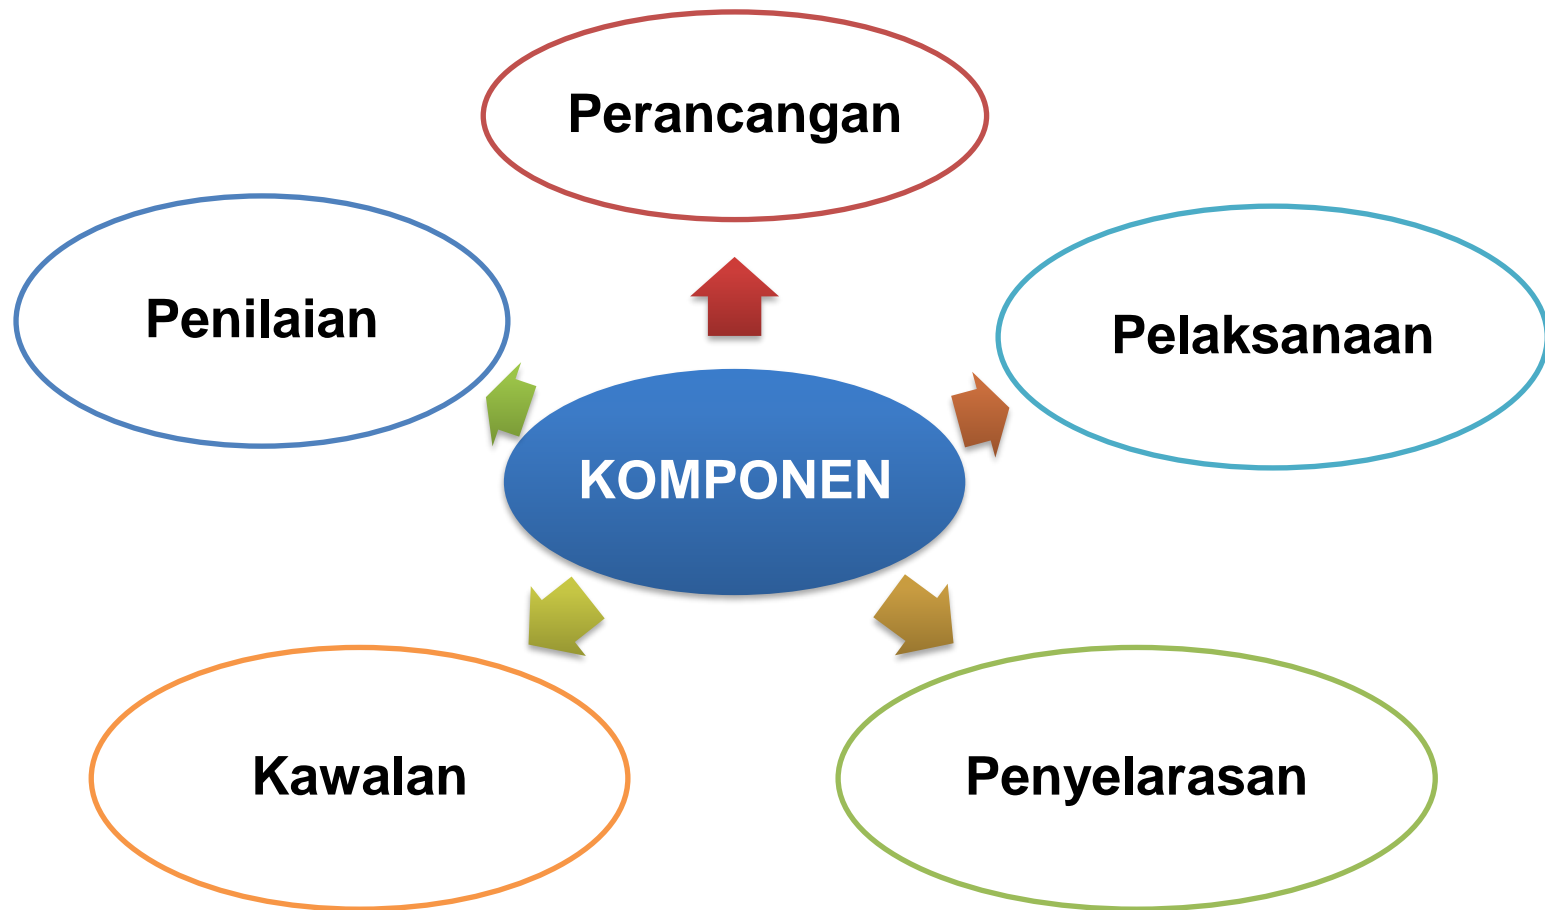 Perancangan
Penilaian
Pelaksanaan
KOMPONEN
Kawalan
Penyelarasan